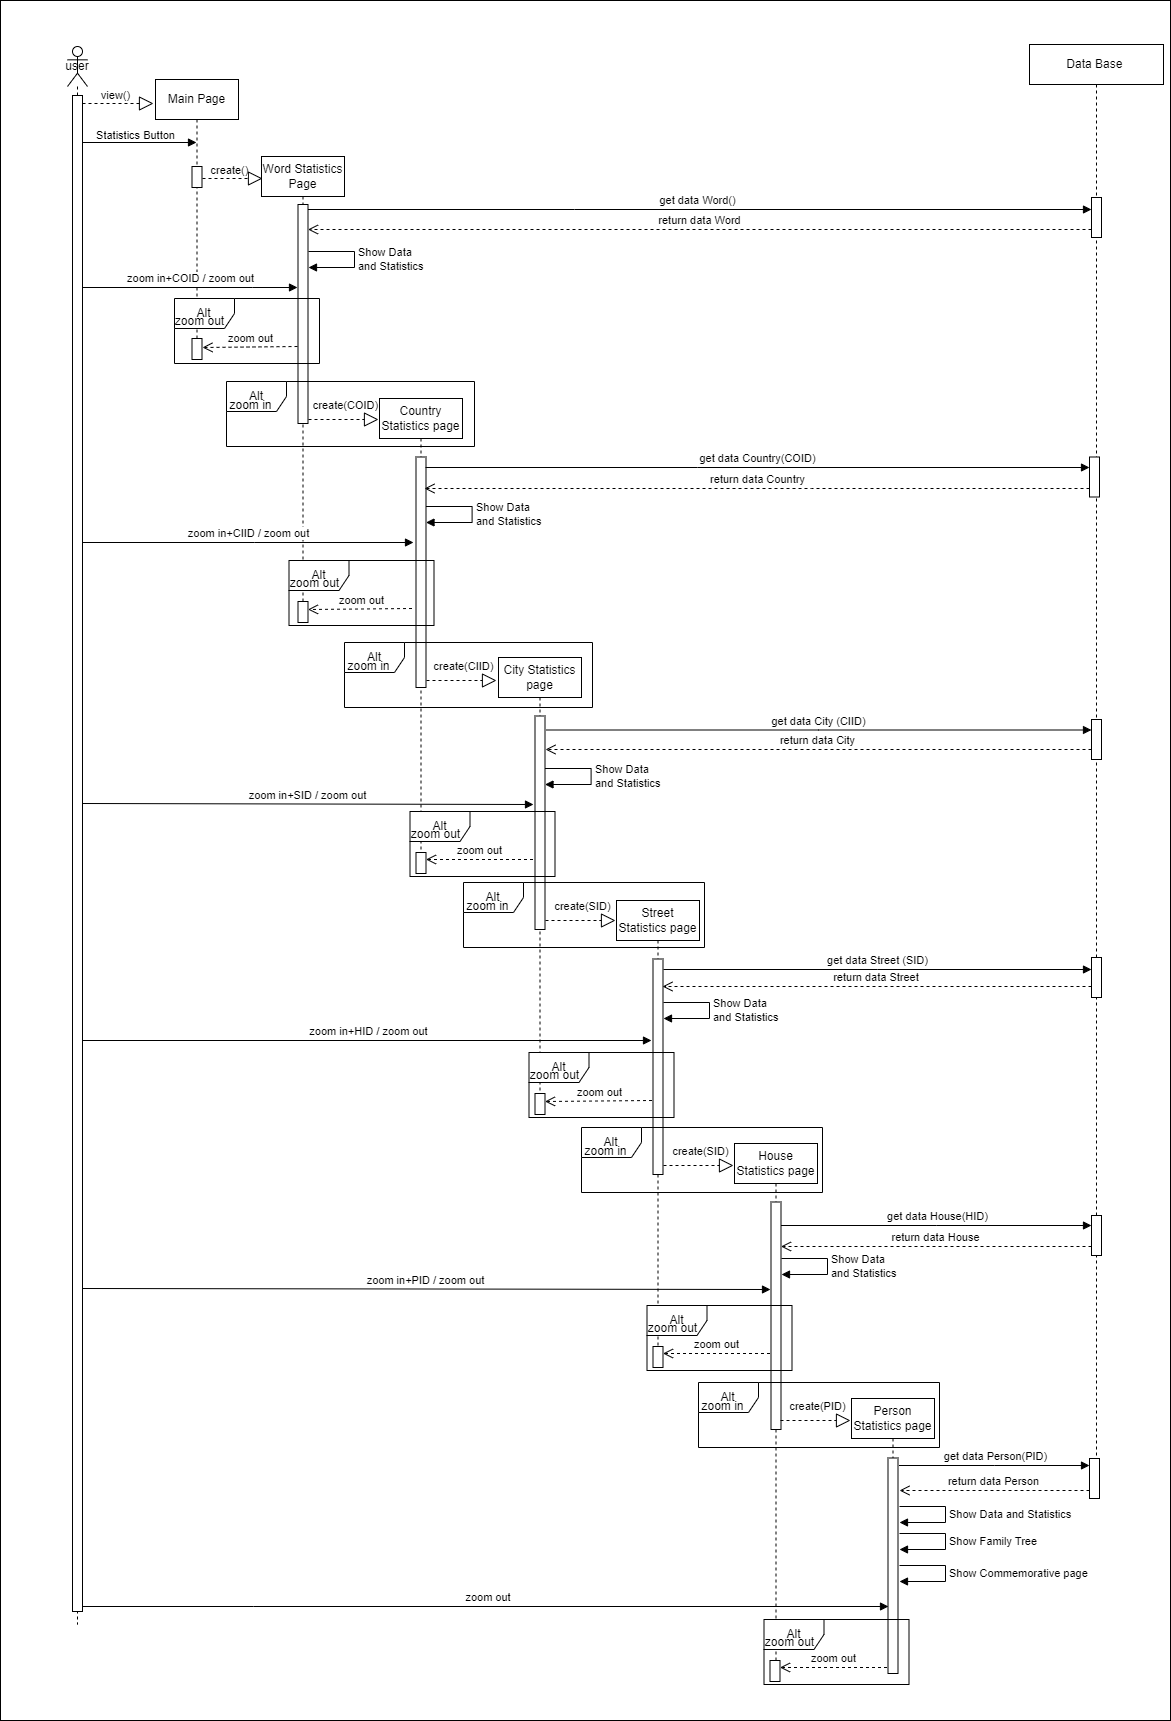 user
Data Base
view()
Main Page
Statistics Button
create()
Word Statistics
Page
get data Word()
return data Word
Show Data
and Statistics
zoom in+COID / zoom out
Alt
zoom out
zoom out
Alt
zoom in
create(COID)
Country
Statistics page
get data Country(COID)
return data Country
Show Data
and Statistics
zoom in+CIID / zoom out
Alt
zoom out
zoom out
Alt
zoom in
create(CIID)
City Statistics
page
get data City (CIID)
return data City
Show Data
and Statistics
zoom in+SID / zoom out
Alt
zoom out
zoom out
Alt
zoom in
create(SID)
Street
Statistics page
get data Street (SID)
return data Street
Show Data
and Statistics
zoom in+HID / zoom out
Alt
zoom out
zoom out
Alt
zoom in
create(SID)
House
Statistics page
get data House(HID)
return data House
Show Data
and Statistics
zoom in+PID / zoom out
Alt
zoom out
zoom out
Alt
zoom in
create(PID)
Person
Statistics page
get data Person(PID)
return data Person
Show Data and Statistics
Show Family Tree
Show Commemorative page
zoom out
Alt
zoom out
zoom out